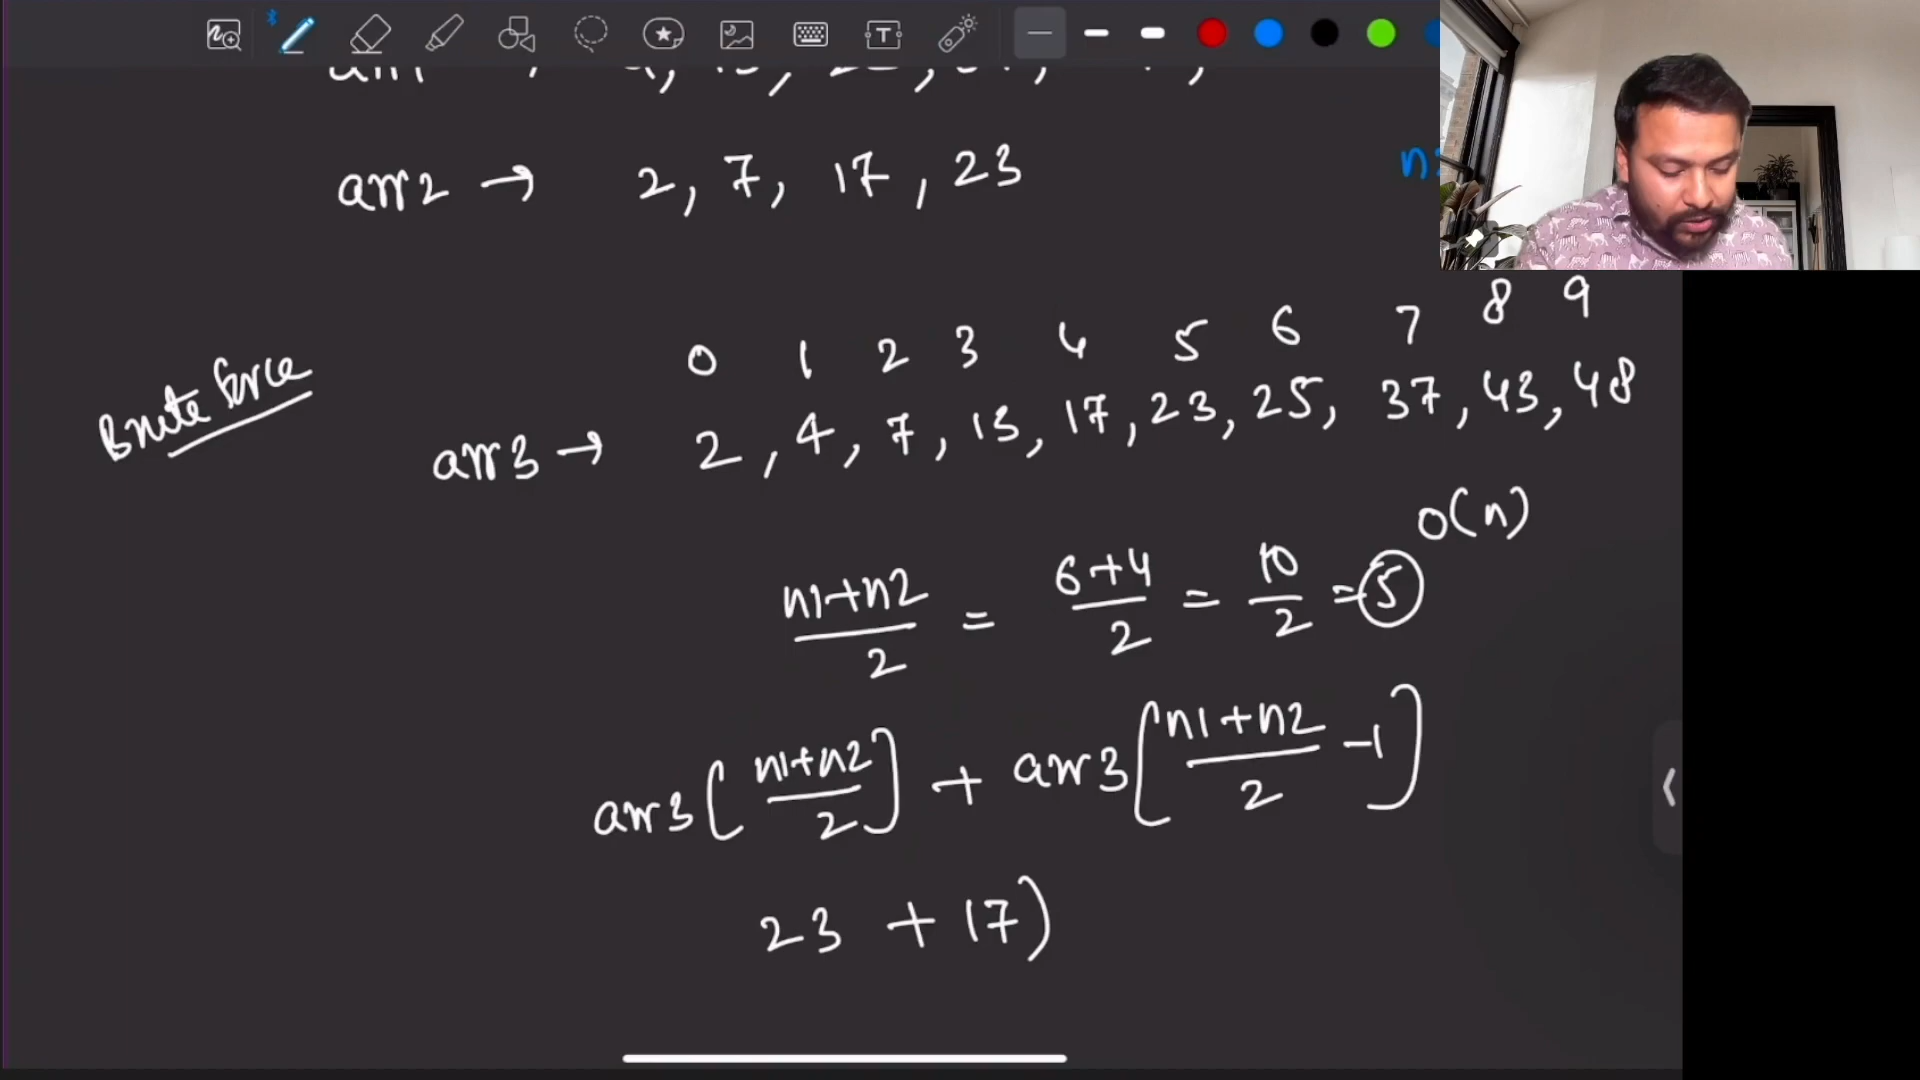 arr2 → 2, 7, 17, 23
n
0 1 2 3 4 5 6 7 8 9
Brute force
arr3 → 2, 4, 7, 13, 17, 23, 25, 37, 43, 48
O(n)
n1+n2/2 = 6+4/2 = 10/2 = 5
arr3[n1+n2/2] + arr3[n1+n2/2 -1]
23 + 17)